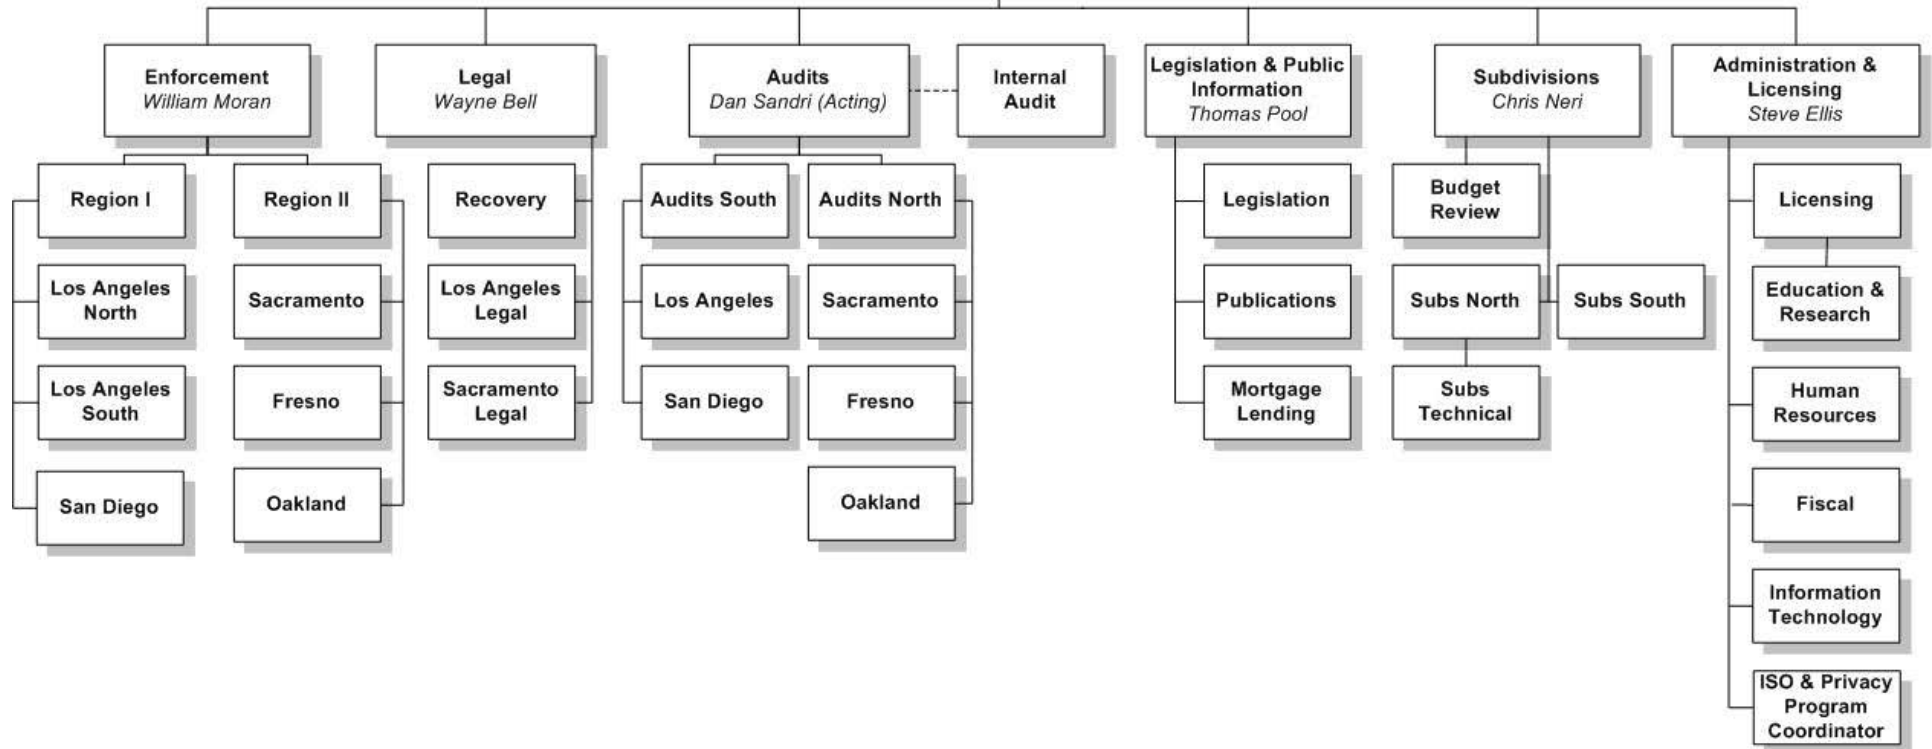 Enforcement
William Moran
Legal
Wayne Bell
Audits
Dan Sandri (Acting)
Internal
Audit
Legislation & Public
Information
Thomas Pool
Subdivisions
Chris Neri
Administration &
Licensing
Steve Ellis
Region I
Los Angeles
North
Los Angeles
South
San Diego
Region II
Sacramento
Fresno
Oakland
Recovery
Los Angeles
Legal
Sacramento
Legal
Audits South
Los Angeles
San Diego
Audits North
Sacramento
Fresno
Oakland
Legislation
Publications
Mortgage
Lending
Budget
Review
Subs North
Subs South
Subs
Technical
Licensing
Education &
Research
Human
Resources
Fiscal
Information
Technology
ISO & Privacy
Program
Coordinator